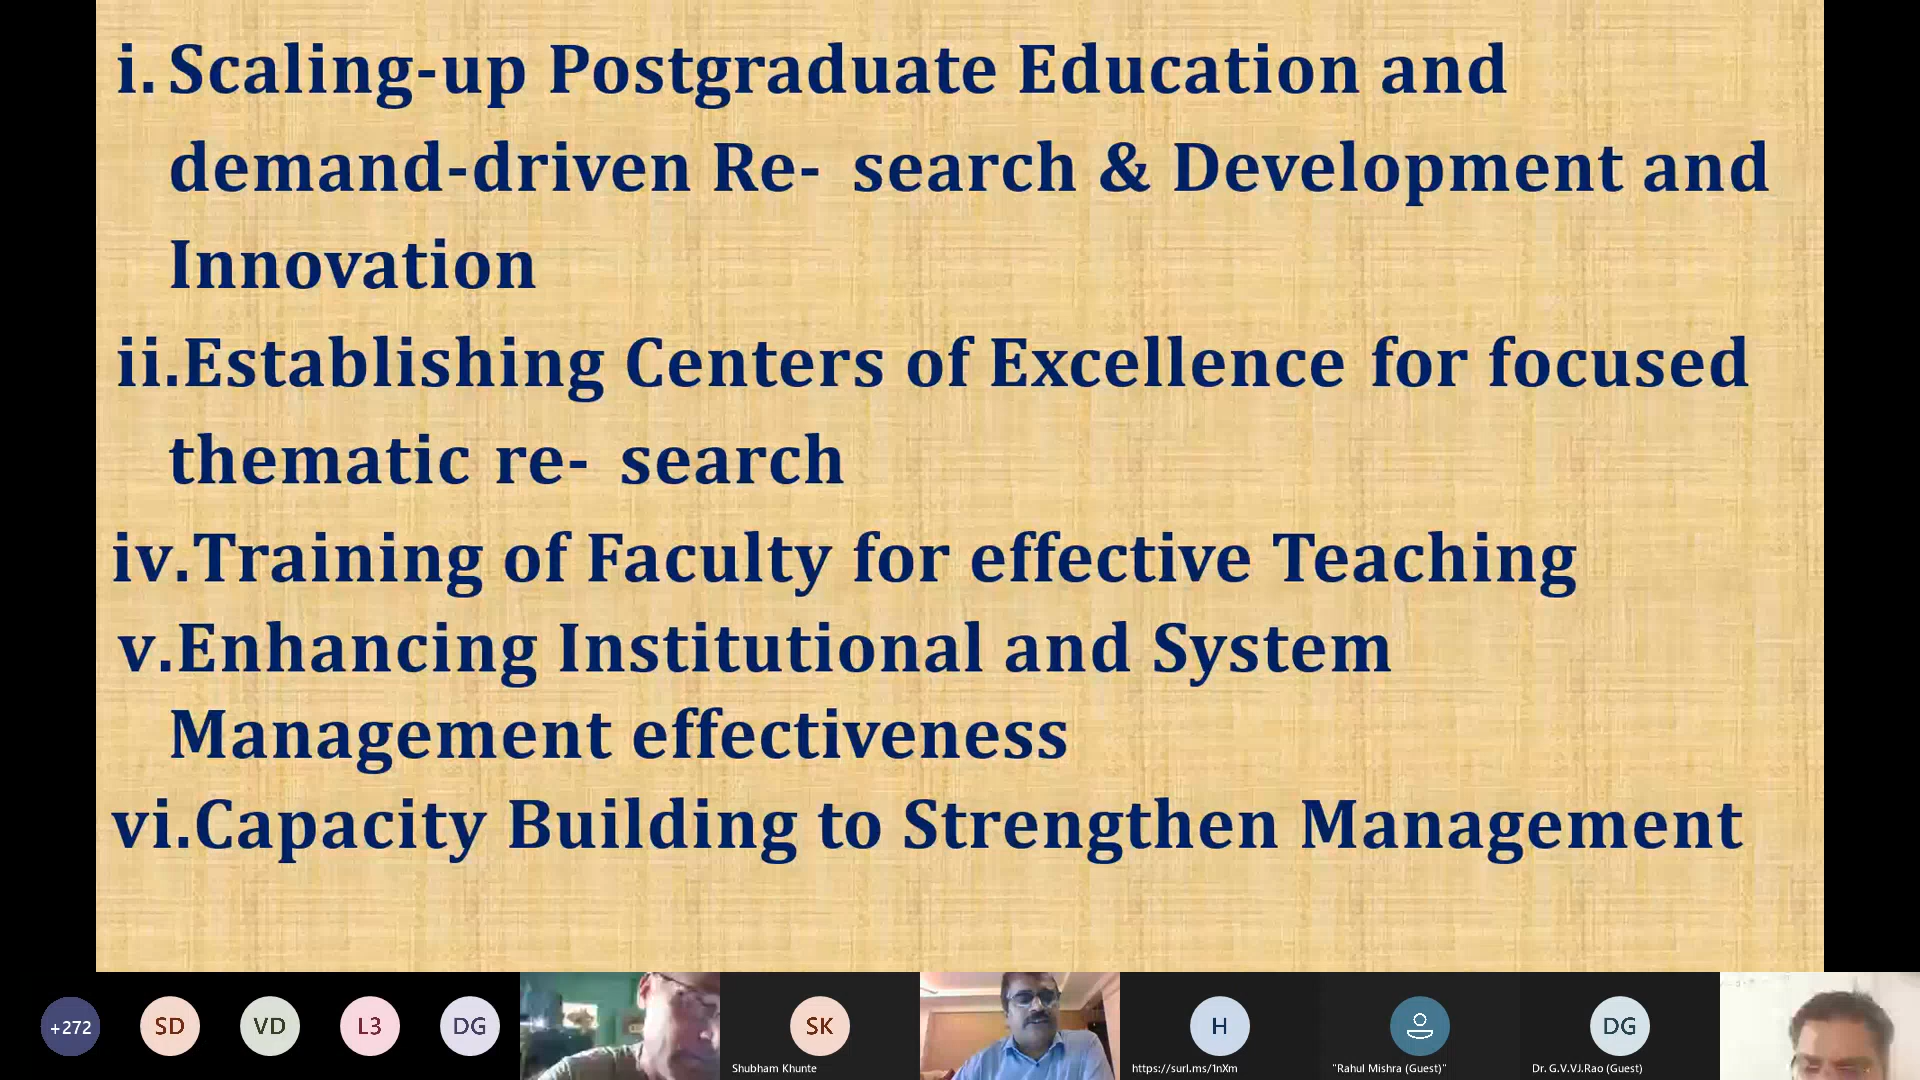 i. Scaling-up Postgraduate Education and
demand-driven Re- search & Development and
Innovation
ii.Establishing Centers of Excellence for focused
thematic re- search
iv.Training of Faculty for effective Teaching
v.Enhancing Institutional and System
Management effectiveness
vi.Capacity Building to Strengthen Management
+272 SD VD L3 DG SK H DG
Shubham Khunte https://surl.ms/1nXm "Rahul Mishra (Guest)" Dr. G.V.VJ.Rao (Guest)